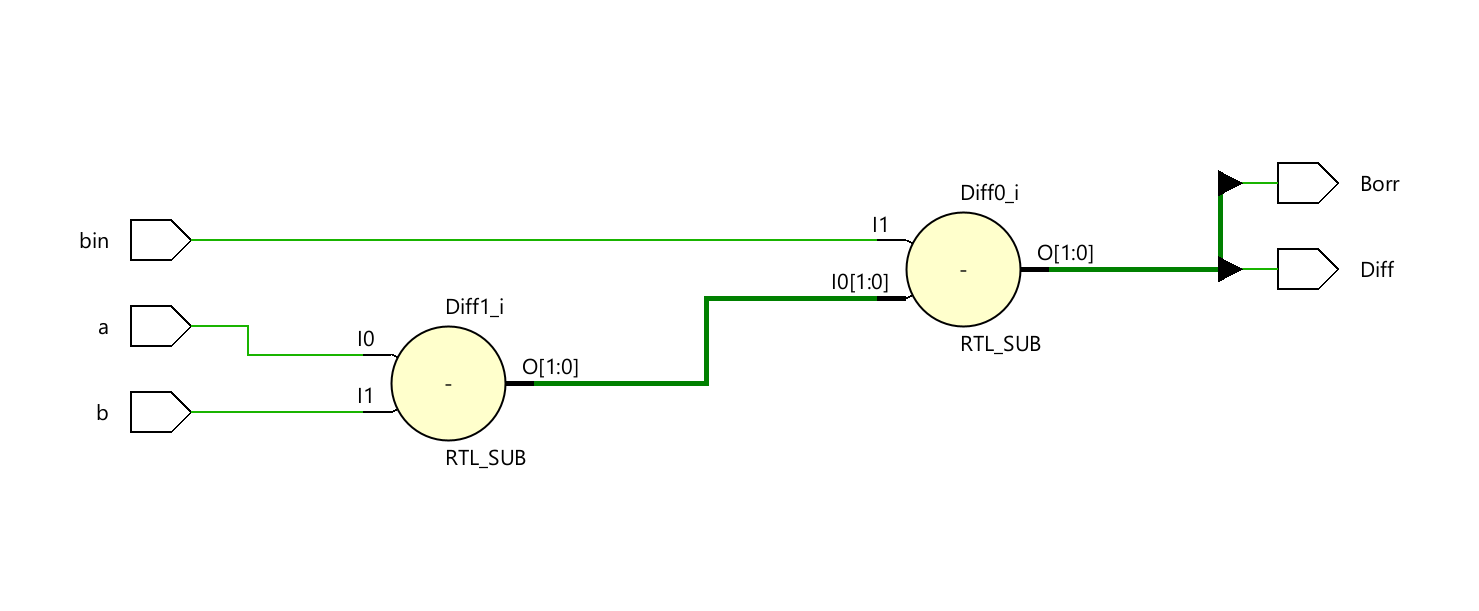 Diff0_i
Borr
I1
bin
O[1:0]
Diff
-
I0[1:0]
Diff1_i
a
I0
RTL_SUB
O[1:0]
-
I1
b
RTL_SUB